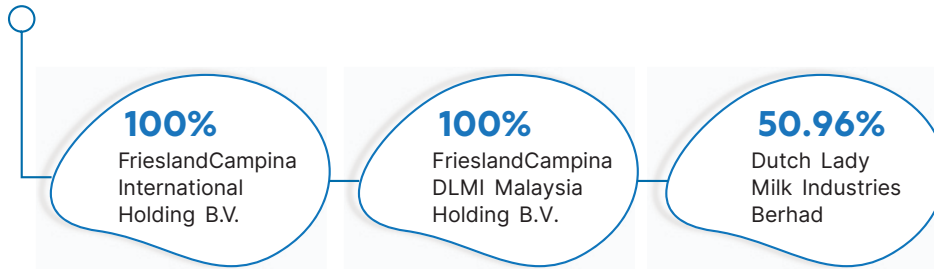 100%
FrieslandCampina
International
Holding B.V.
100%
FrieslandCampina
DLMI Malaysia
Holding B.V.
50.96%
Dutch Lady
Milk Industries
Berhad